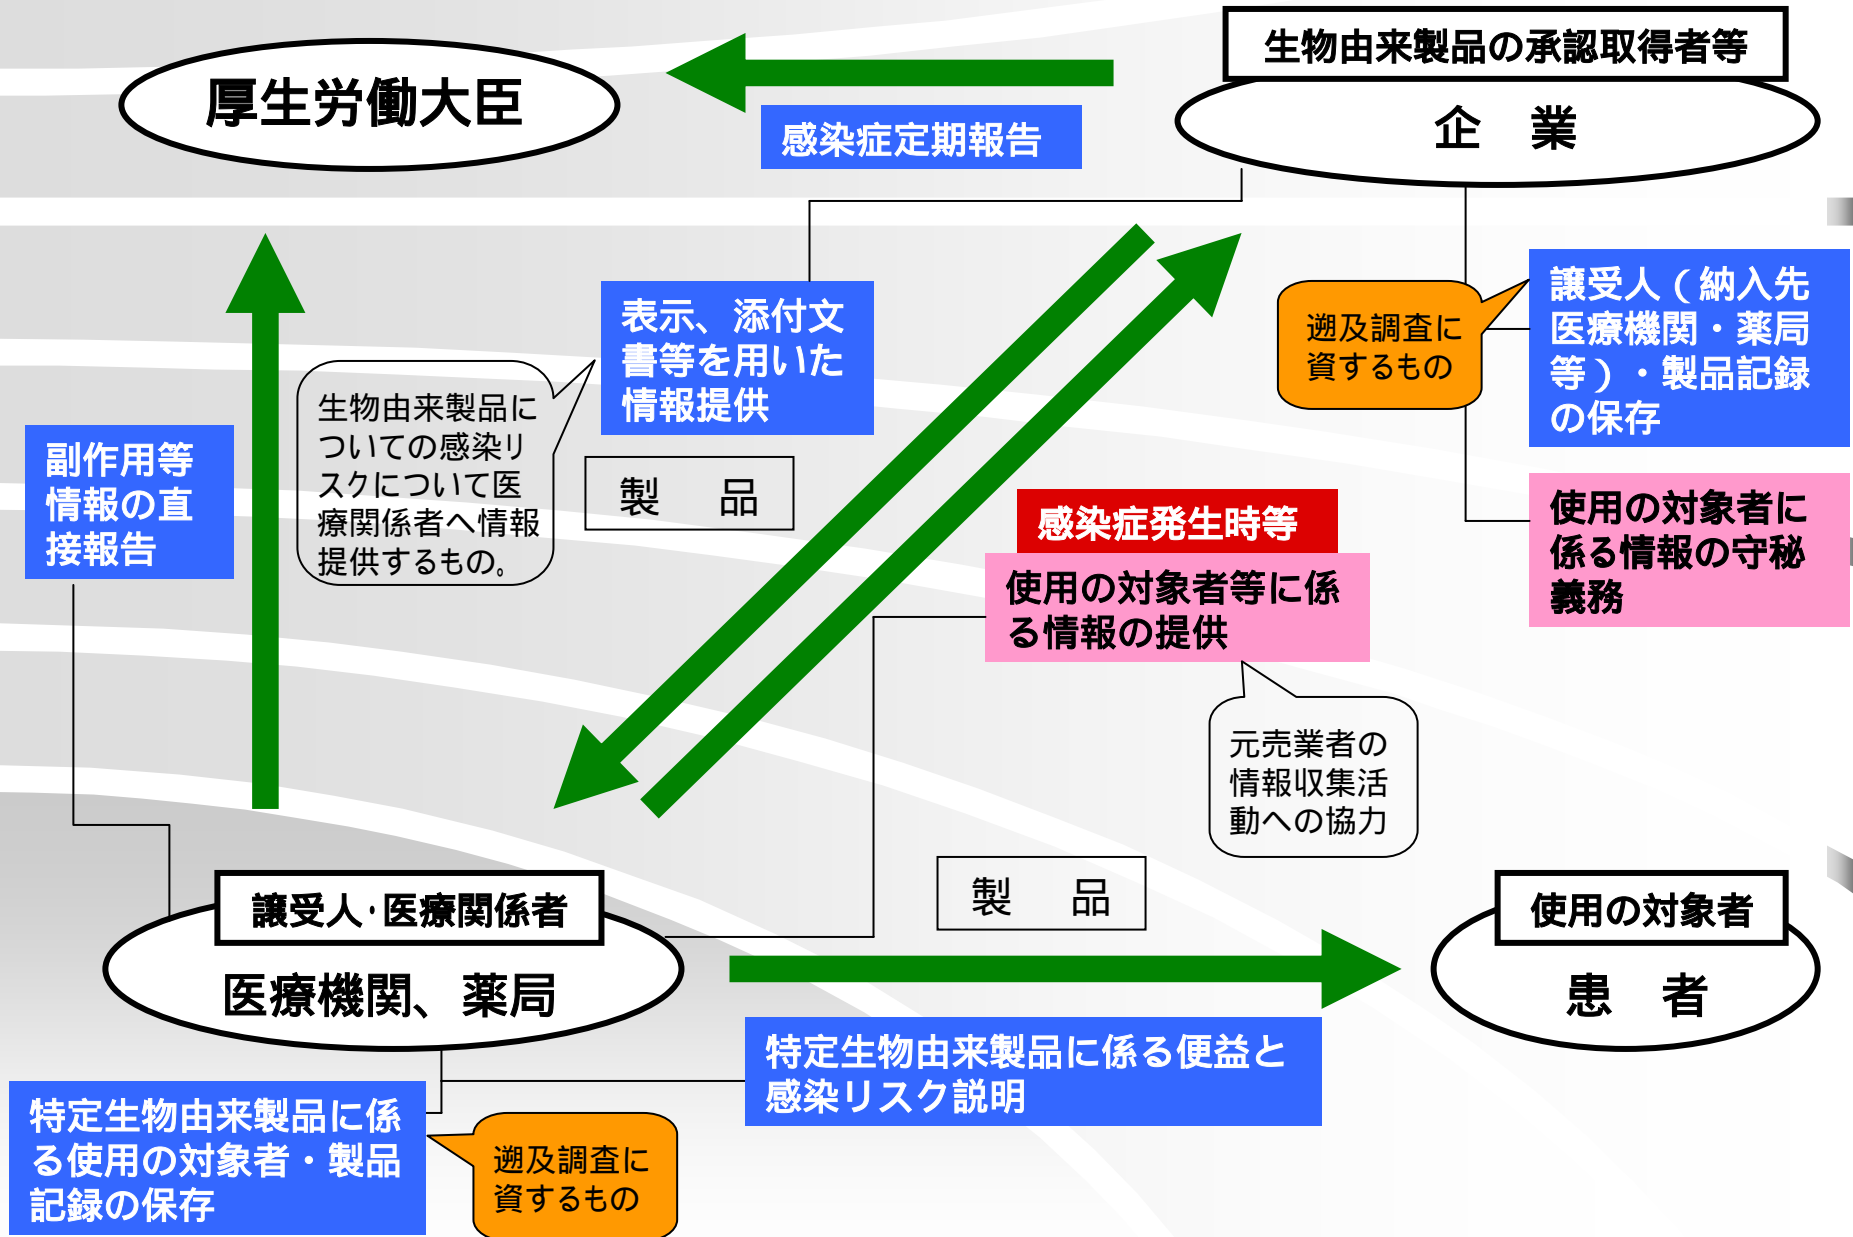 生物由来製品の承認取得者等
厚生労働大臣
企　業
感染症定期報告
表示、添付文
書等を用いた
情報提供
遡及調査に
資するもの
譲受人（納入先
医療機関・薬局
等）・製品記録
の保存
生物由来製品に
ついての感染リ
スクについて医
療関係者へ情報
提供するもの。
製　品
副作用等
情報の直
接報告
感染症発生時等
使用の対象者等に係
る情報の提供
使用の対象者に
係る情報の守秘
義務
元売業者の
情報収集活
動への協力
製　品
譲受人・医療関係者
医療機関、薬局
使用の対象者
患　者
特定生物由来製品に係る便益と
感染リスク説明
特定生物由来製品に係
る使用の対象者・製品
記録の保存
遡及調査に
資するもの